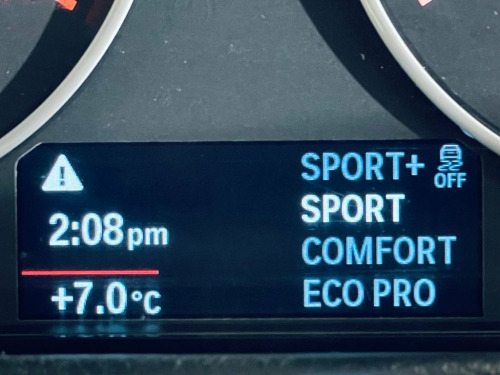 SPORT+
OFF
2:08pm
SPORT
COMFORT
+7.0°C
ECO PRO